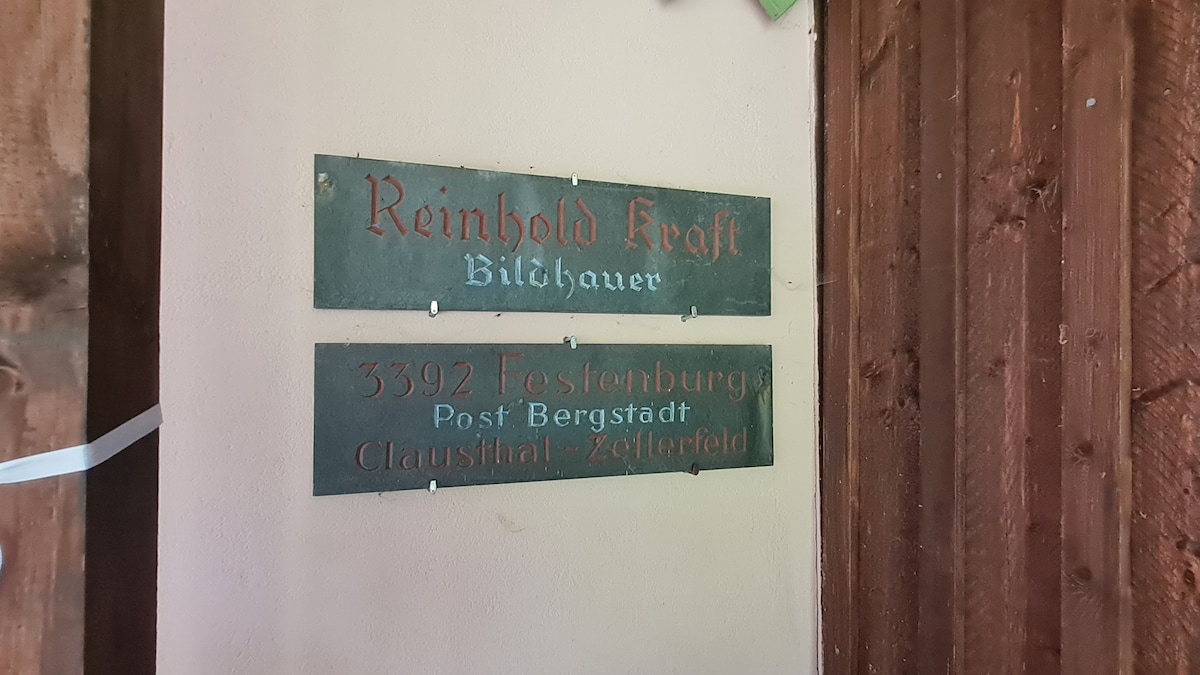 Reinhold Kraft
Bildhauer
3392 Festenburg
Post Bergstadt
Clausthal-Zellerfeld